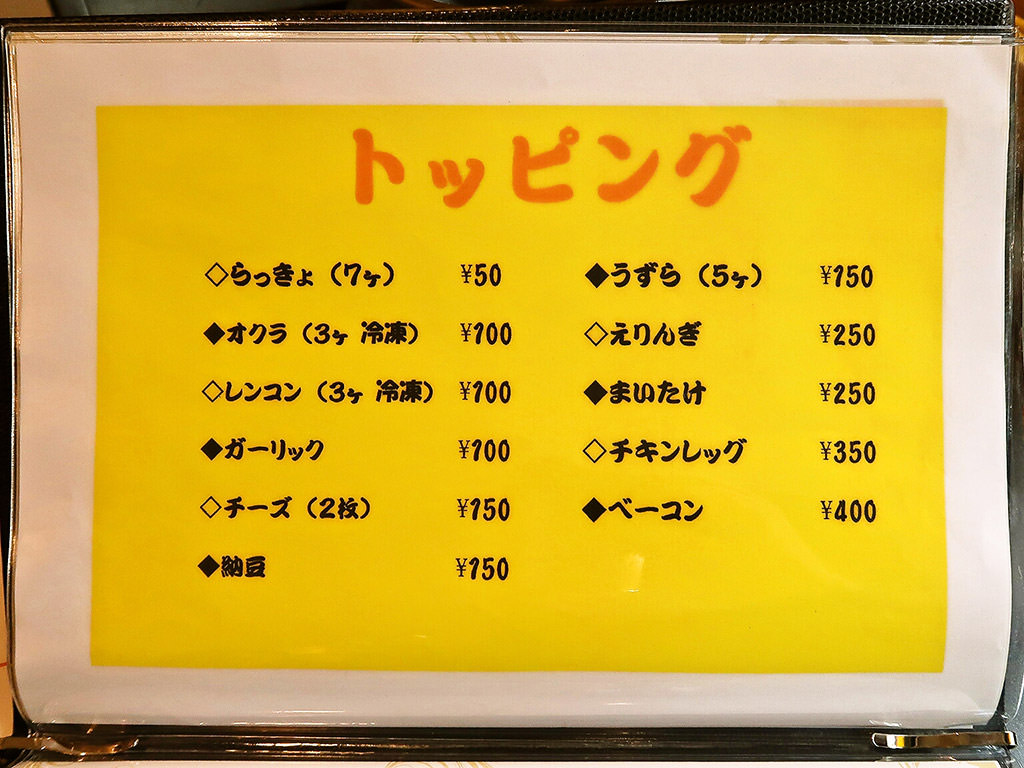 トッピング
◇らっきょ（7ヶ） ¥50
◆オクラ（3ヶ 冷凍） ¥100
◇レンコン（3ヶ 冷凍） ¥100
◆ガーリック ¥100
◇チーズ（2枚） ¥150
◆納豆 ¥150
◆うずら（5ヶ） ¥150
◇えりんぎ ¥250
◆まいたけ ¥250
◇チキンレッグ ¥350
◆ベーコン ¥400